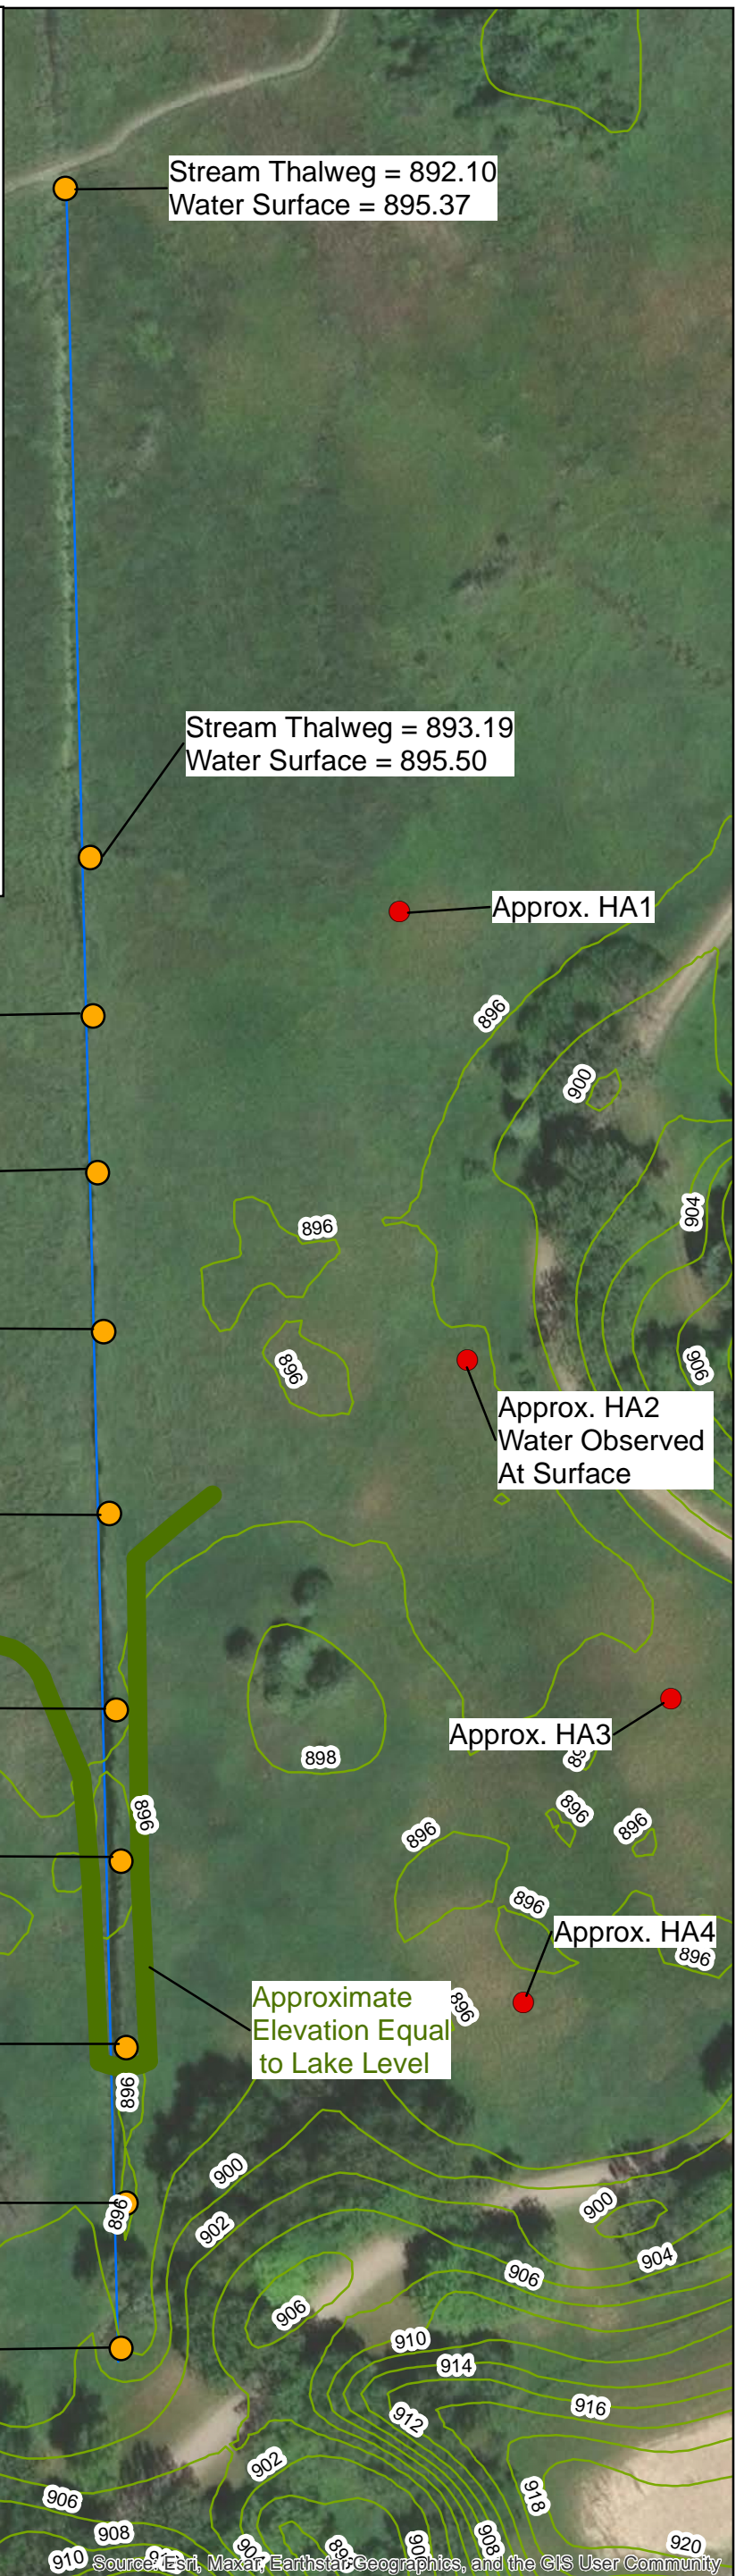 Stream Thalweg = 892.10
Water Surface = 895.37
Stream Thalweg = 893.19
Water Surface = 895.50
Approx. HA1
896
900
904
896
896
906
Approx. HA2
Water Observed
At Surface
Approx. HA3
898
896
896
896
896
896
Approx. HA4
896
896
Approximate
Elevation Equal
to Lake Level
896
900
896
900
902
904
906
906
910
914
916
912
902
918
906
908
908
920
910
Source: Esri, Maxar, Earthstar Geographics, and the GIS User Community